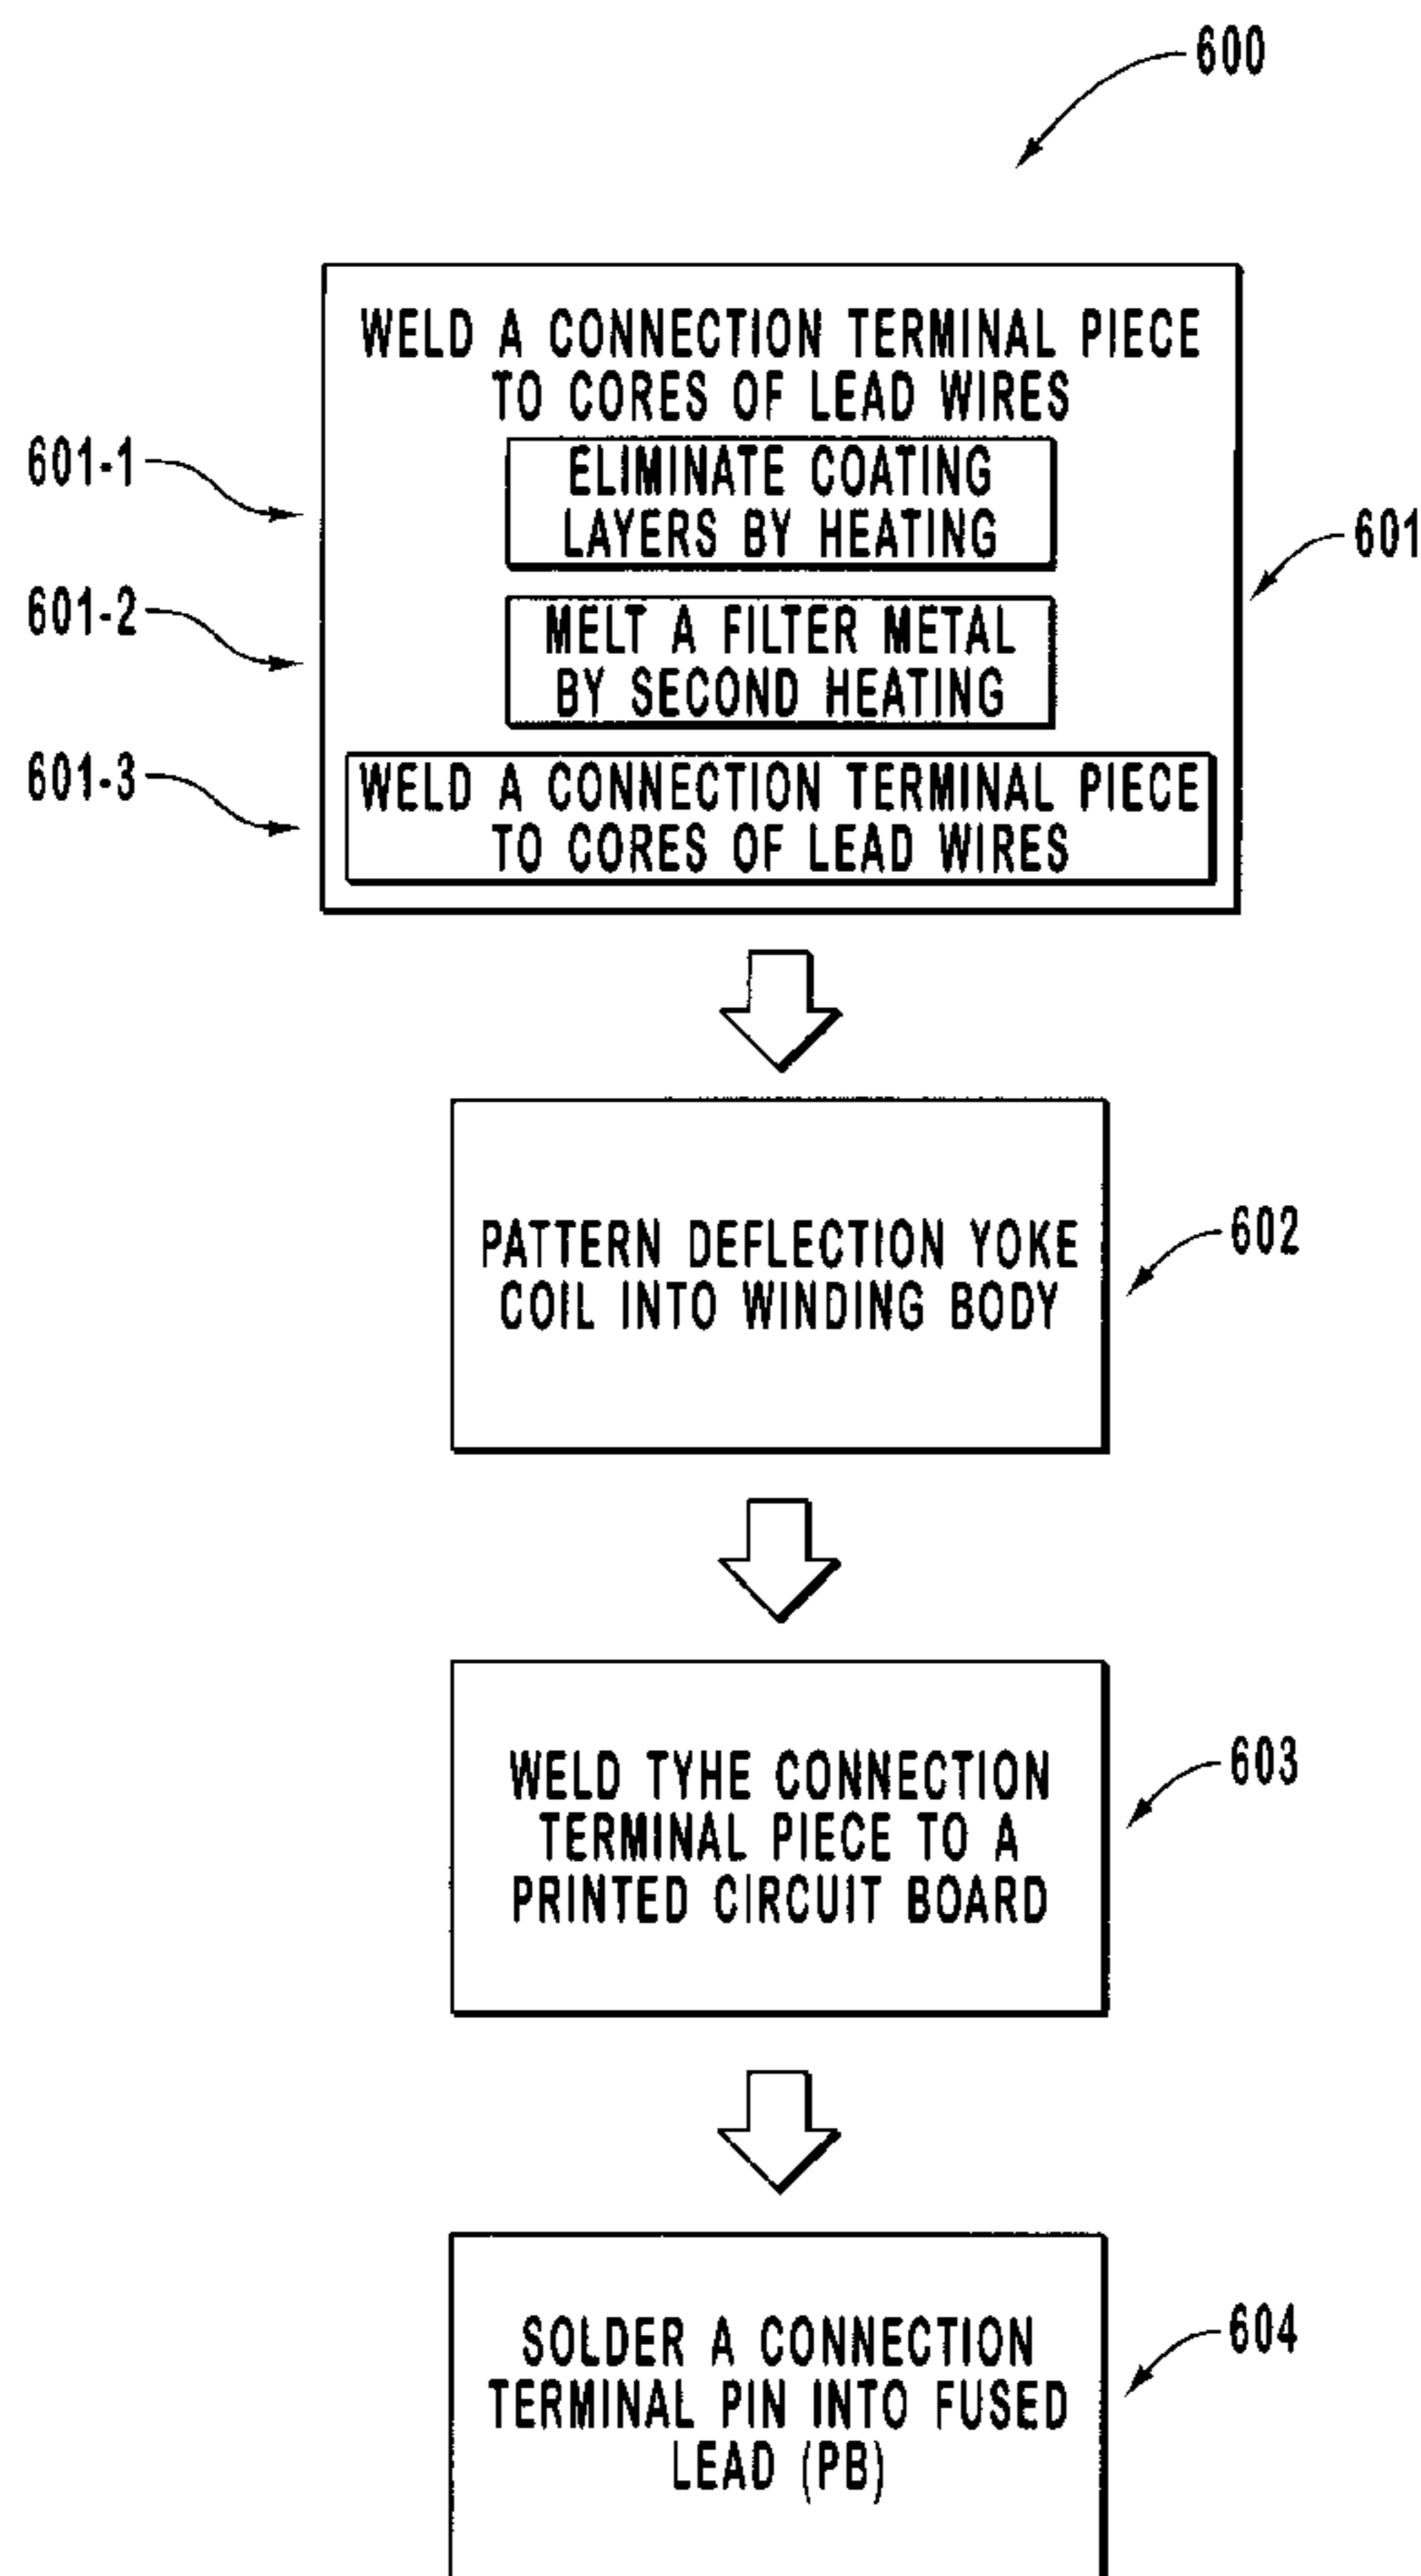 600
WELD A CONNECTION TERMINAL PIECE
TO CORES OF LEAD WIRES
601-1
ELIMINATE COATING
LAYERS BY HEATING
601
601-2
MELT A FILTER METAL
BY SECOND HEATING
601-3
WELD A CONNECTION TERMINAL PIECE
TO CORES OF LEAD WIRES
PATTERN DEFLECTION YOKE
COIL INTO WINDING BODY
602
WELD TYHE CONNECTION
TERMINAL PIECE TO A
PRINTED CIRCUIT BOARD
603
SOLDER A CONNECTION
TERMINAL PIN INTO FUSED
LEAD (PB)
604